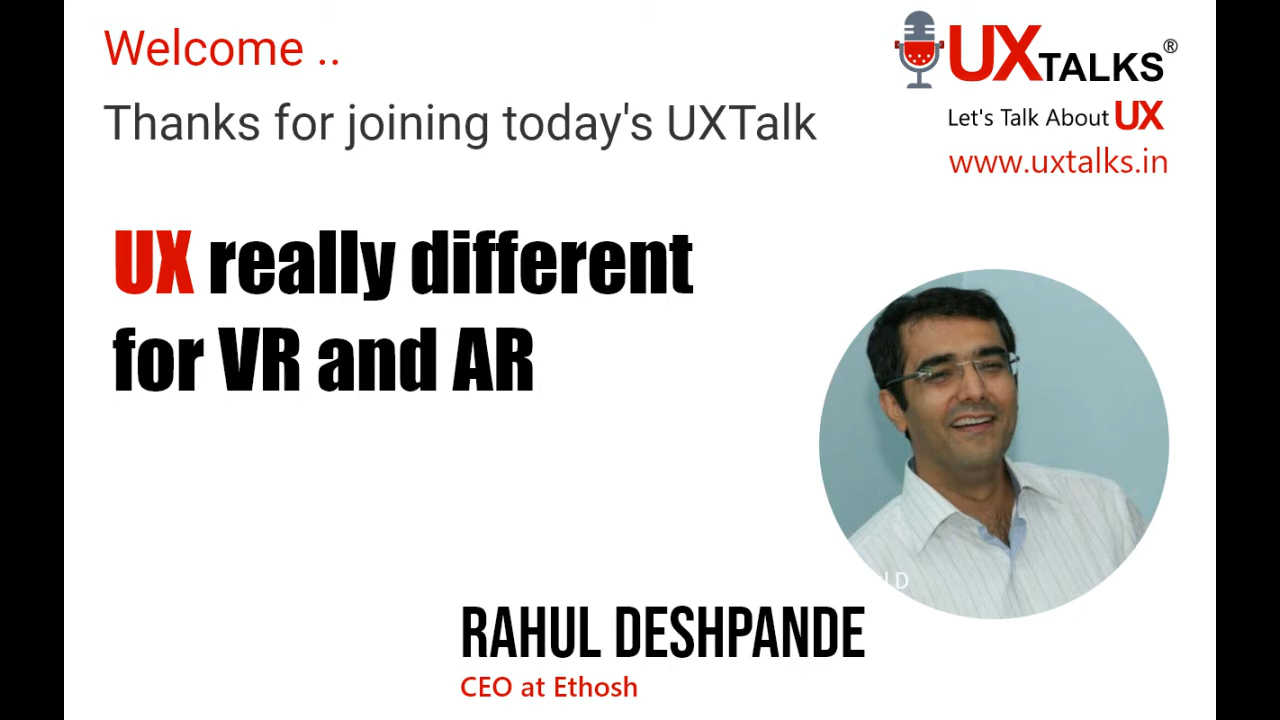 Welcome ..
Thanks for joining today's UXTalk
UXTALKS®
Let's Talk About UX
www.uxtalks.in
UX really different
for VR and AR
RAHUL DESHPANDE
CEO at Ethosh